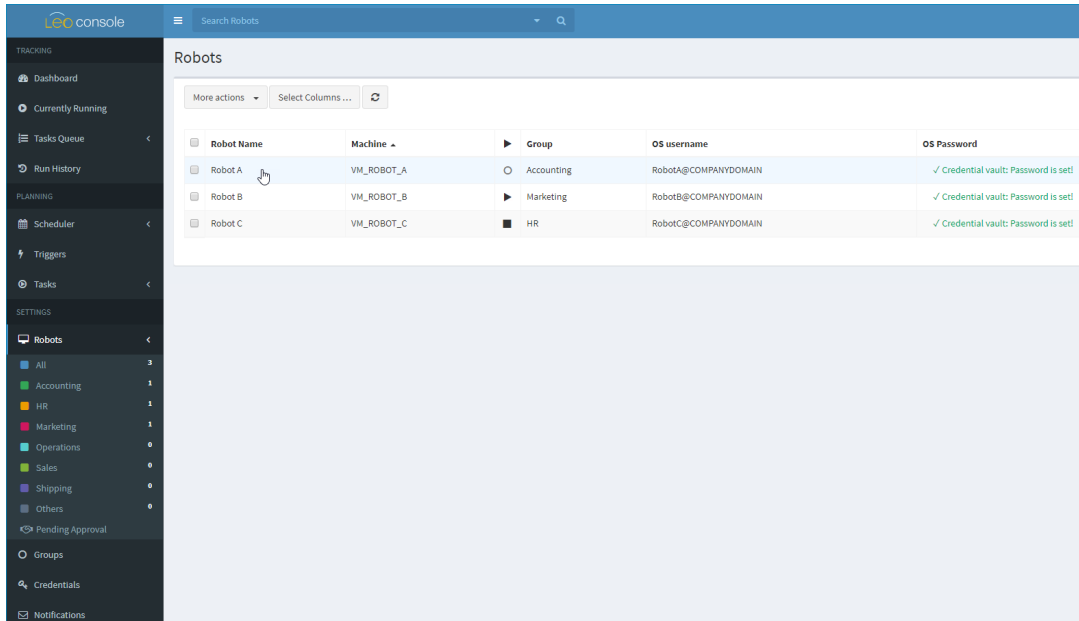 Leo console
Search Robots
TRACKING
Dashboard
Currently Running
Tasks Queue
Run History
PLANNING
Scheduler
Triggers
Tasks
SETTINGS
Robots
All 3
Accounting 1
HR 1
Marketing 1
Operations 0
Sales 0
Shipping 0
Others 0
Pending Approval
Groups
Credentials
Notifications
Robots
More actions Select Columns ...
Robot Name Machine Group OS username OS Password
Robot A VM_ROBOT_A Accounting RobotA@COMPANYDOMAIN √ Credential vault: Password is set!
Robot B VM_ROBOT_B Marketing RobotB@COMPANYDOMAIN √ Credential vault: Password is set!
Robot C VM_ROBOT_C HR RobotC@COMPANYDOMAIN √ Credential vault: Password is set!